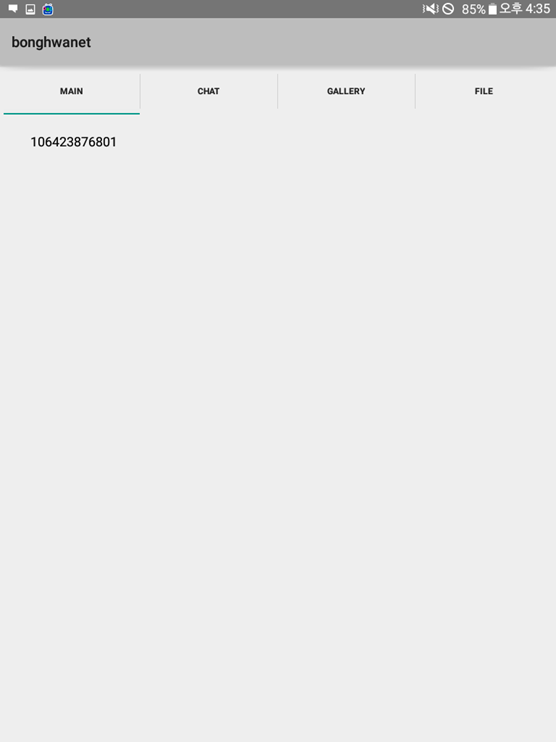 85% 오후 4:35
bonghwanet
MAIN CHAT GALLERY FILE
106423876801